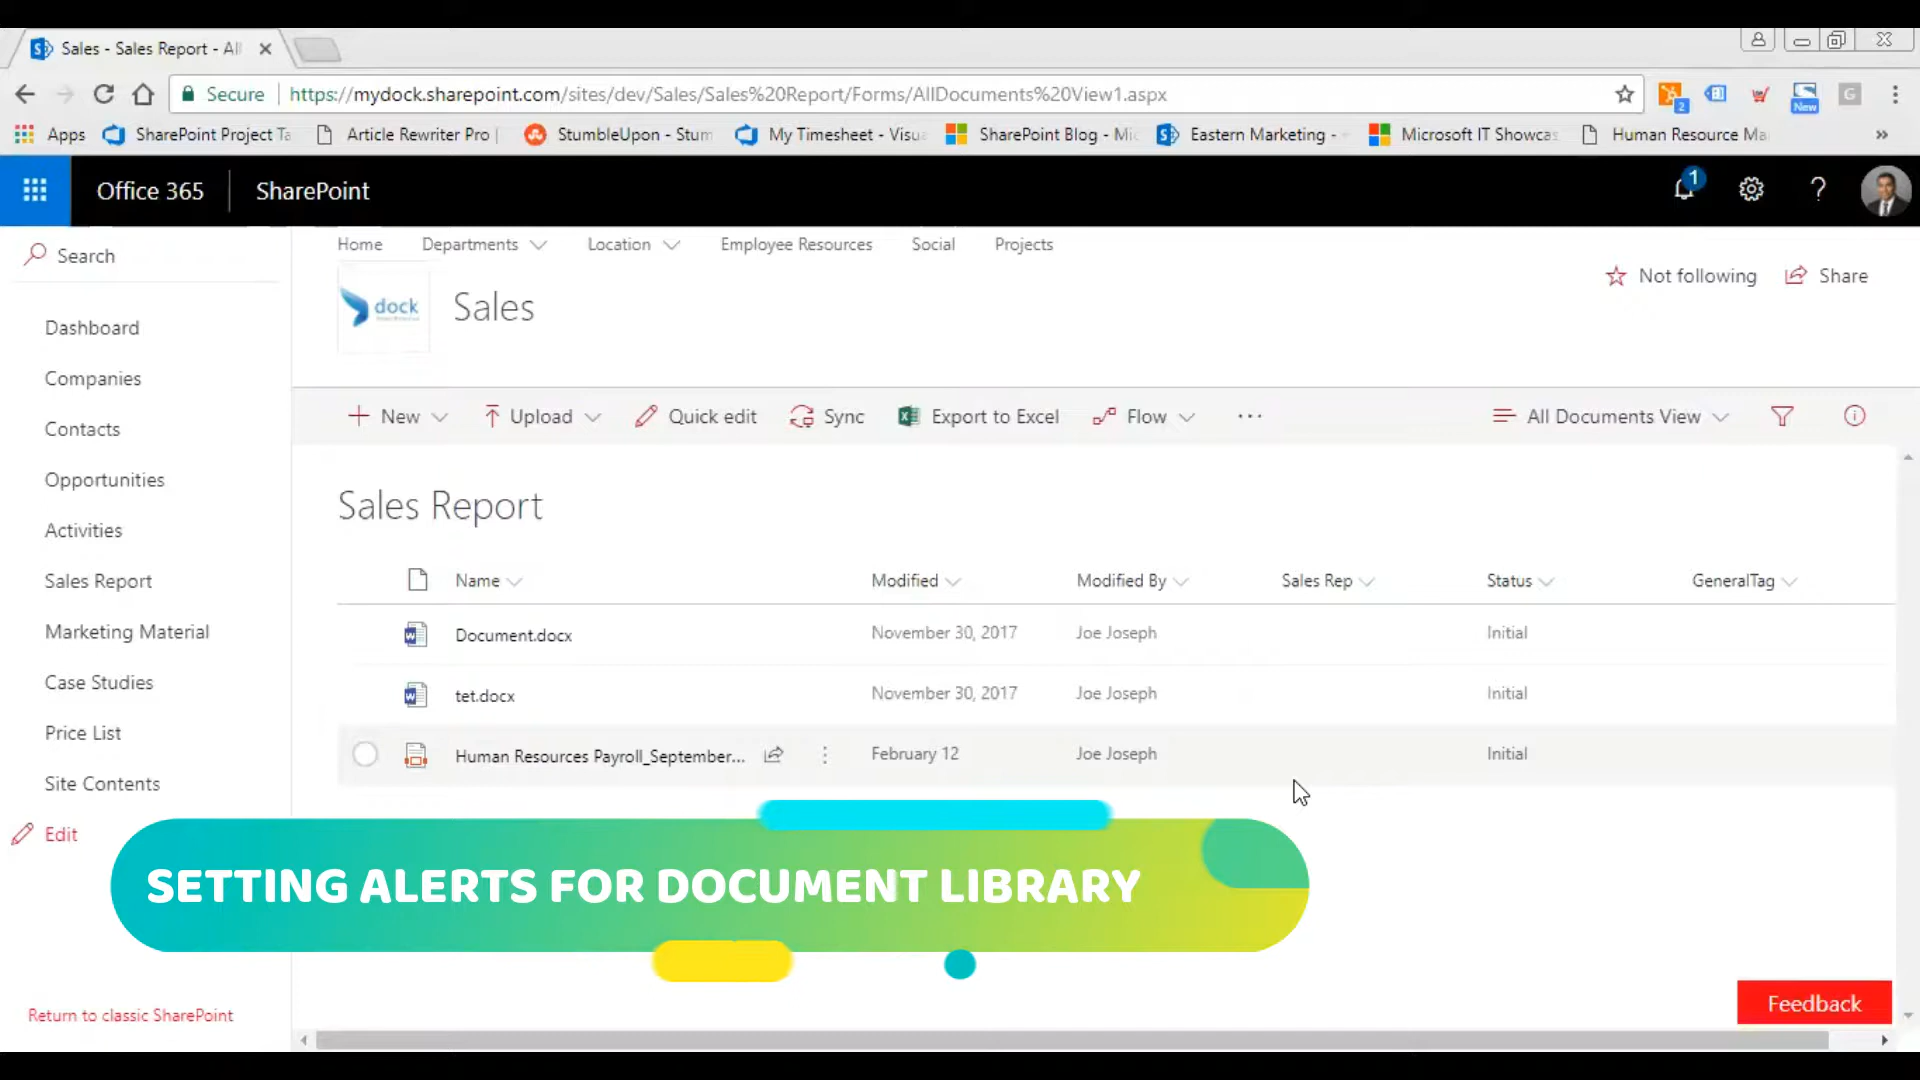 Sales - Sales Report - All
Secure https://mydock.sharepoint.com/sites/dev/Sales/Sales%20Report/Forms/AllDocuments%20View1.aspx
2 New G
Apps SharePoint Project Ta Article Rewriter Pro | StumbleUpon - Stum My Timesheet - Visua SharePoint Blog - Mic Eastern Marketing - Microsoft IT Showcas Human Resource Ma »
Office 365 SharePoint 1 ?
Search
Home Departments Location Employee Resources Social Projects
Not following Share
dock
Sales
Dashboard
Companies
Contacts
Opportunities
Activities
Sales Report
Marketing Material
Case Studies
Price List
Site Contents
Edit
Return to classic SharePoint
New Upload Quick edit Sync Export to Excel Flow ··· All Documents View
Sales Report
Name Modified Modified By Sales Rep Status GeneralTag
Document.docx November 30, 2017 Joe Joseph Initial
tet.docx November 30, 2017 Joe Joseph Initial
Human Resources Payroll_September... February 12 Joe Joseph Initial
SETTING ALERTS FOR DOCUMENT LIBRARY
Feedback